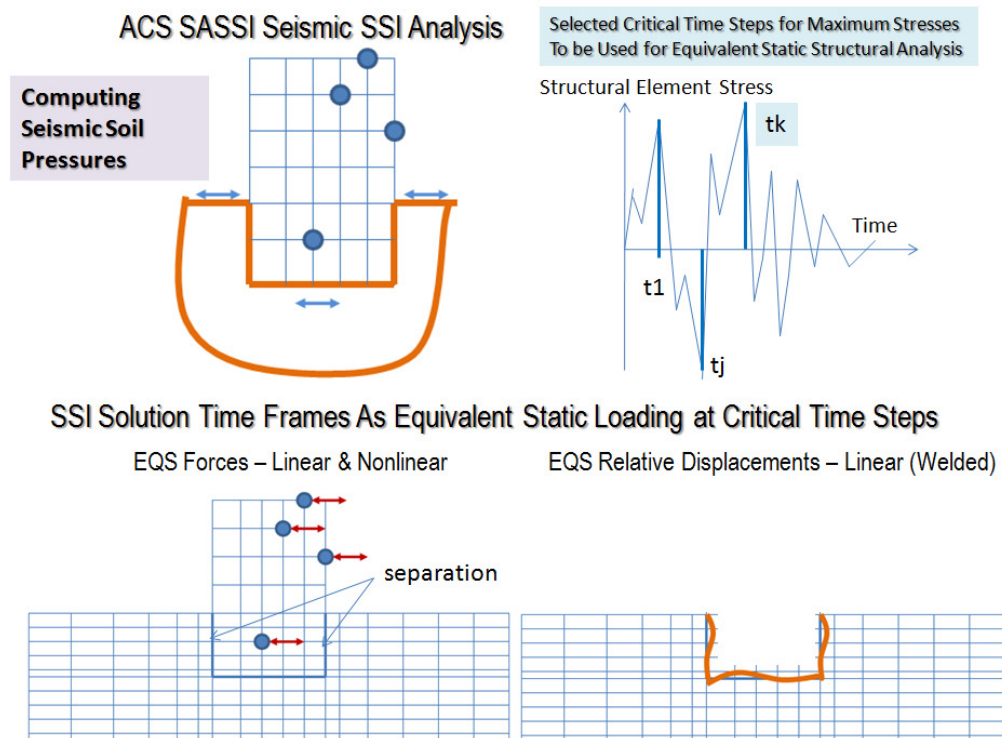 ACS SASSI Seismic SSI Analysis
Computing
Seismic Soil
Pressures
Selected Critical Time Steps for Maximum Stresses
To be Used for Equivalent Static Structural Analysis
Structural Element Stress
tk
Time
t1
tj
SSI Solution Time Frames As Equivalent Static Loading at Critical Time Steps
EQS Forces – Linear & Nonlinear
separation
EQS Relative Displacements – Linear (Welded)